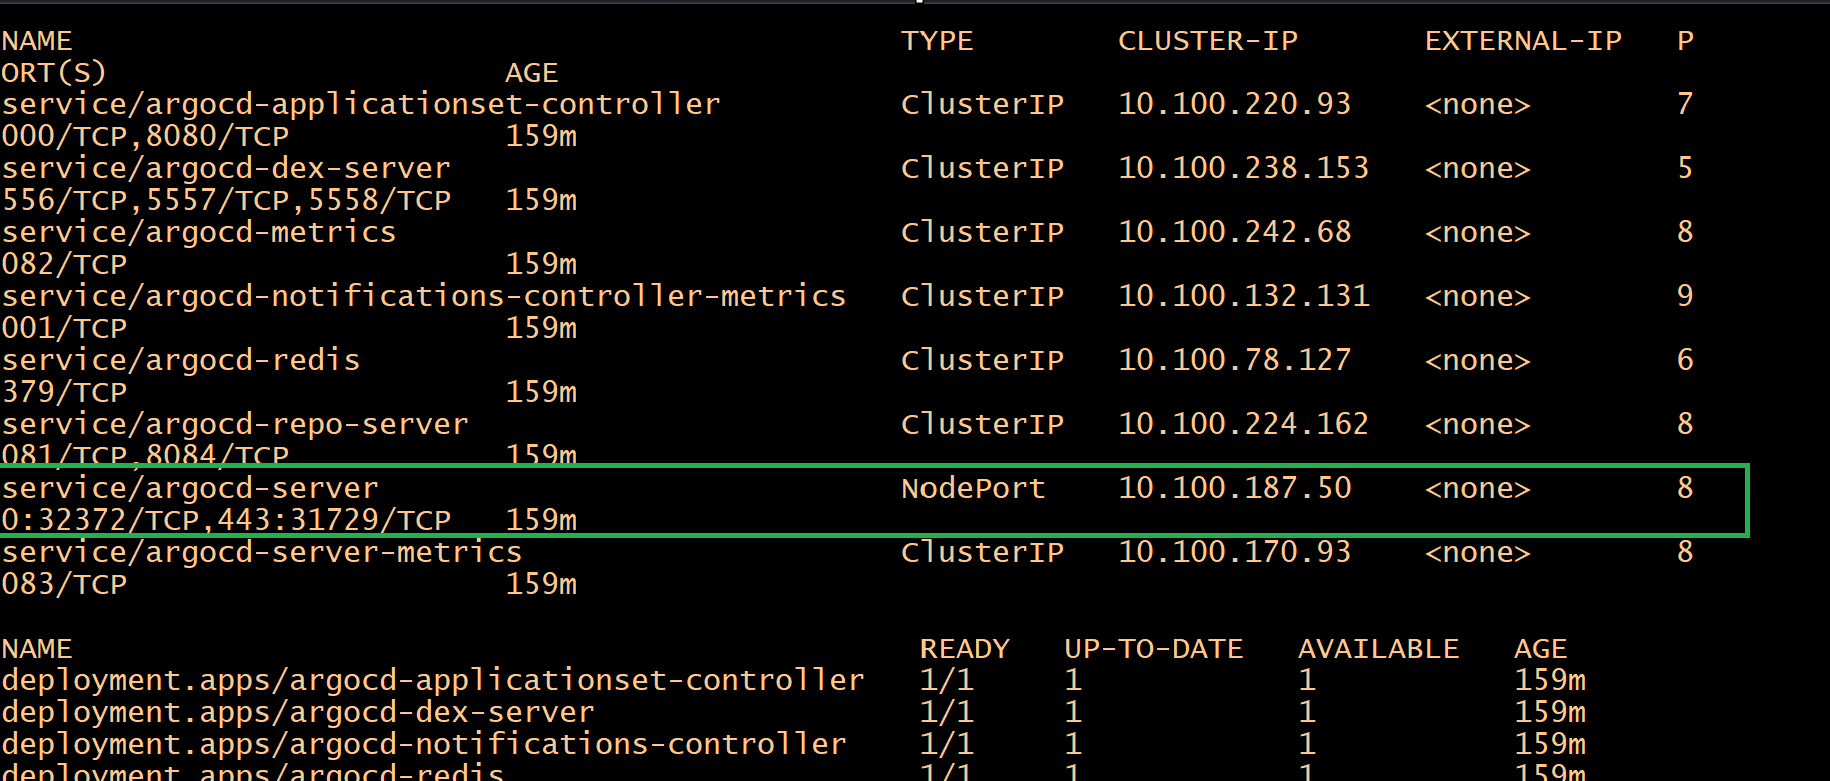 NAME TYPE CLUSTER-IP EXTERNAL-IP P
ORT(S) AGE
service/argocd-applicationset-controller ClusterIP 10.100.220.93 <none> 7
000/TCP,8080/TCP 159m
service/argocd-dex-server ClusterIP 10.100.238.153 <none> 5
556/TCP,5557/TCP,5558/TCP 159m
service/argocd-metrics ClusterIP 10.100.242.68 <none> 8
082/TCP 159m
service/argocd-notifications-controller-metrics ClusterIP 10.100.132.131 <none> 9
001/TCP 159m
service/argocd-redis ClusterIP 10.100.78.127 <none> 6
379/TCP 159m
service/argocd-repo-server ClusterIP 10.100.224.162 <none> 8
081/TCP,8084/TCP 159m
service/argocd-server NodePort 10.100.187.50 <none> 8
0:32372/TCP,443:31729/TCP 159m
service/argocd-server-metrics ClusterIP 10.100.170.93 <none> 8
083/TCP 159m
NAME READY UP-TO-DATE AVAILABLE AGE
deployment.apps/argocd-applicationset-controller 1/1 1 1 159m
deployment.apps/argocd-dex-server 1/1 1 1 159m
deployment.apps/argocd-notifications-controller 1/1 1 1 159m
deployment.apps/argocd-redis 1/1 1 1 159m